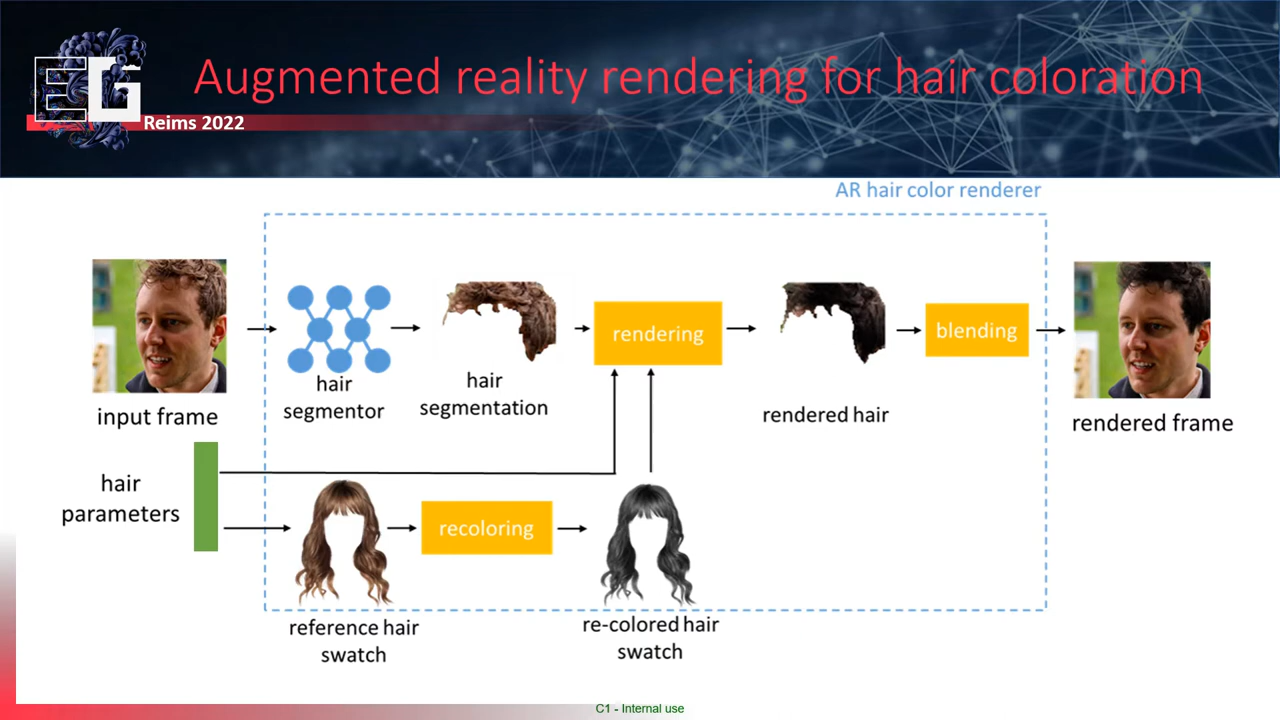 EG
Augmented reality rendering for hair coloration
Reims 2022
AR hair color renderer
input frame
hair
segmentor
hair
segmentation
rendering
rendered hair
blending
rendered frame
hair
parameters
reference hair
swatch
recoloring
re-colored hair
swatch
C1 - Internal use